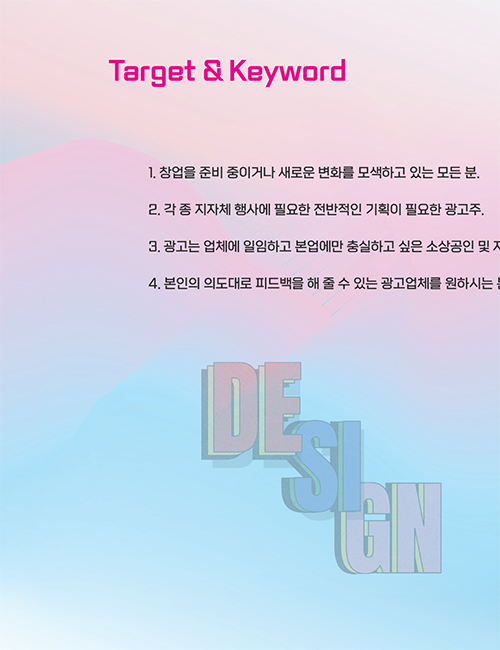 Target & Keyword
1. 창업을 준비 중이거나 새로운 변화를 모색하고 있는 모든 분.
2. 각 종 지자체 행사에 필요한 전반적인 기획이 필요한 광고주.
3. 광고는 업체에 일임하고 본업에만 충실하고 싶은 소상공인 및
4. 본인의 의도대로 피드백을 해 줄 수 있는 광고업체를 원하시는
DE
SI
GN